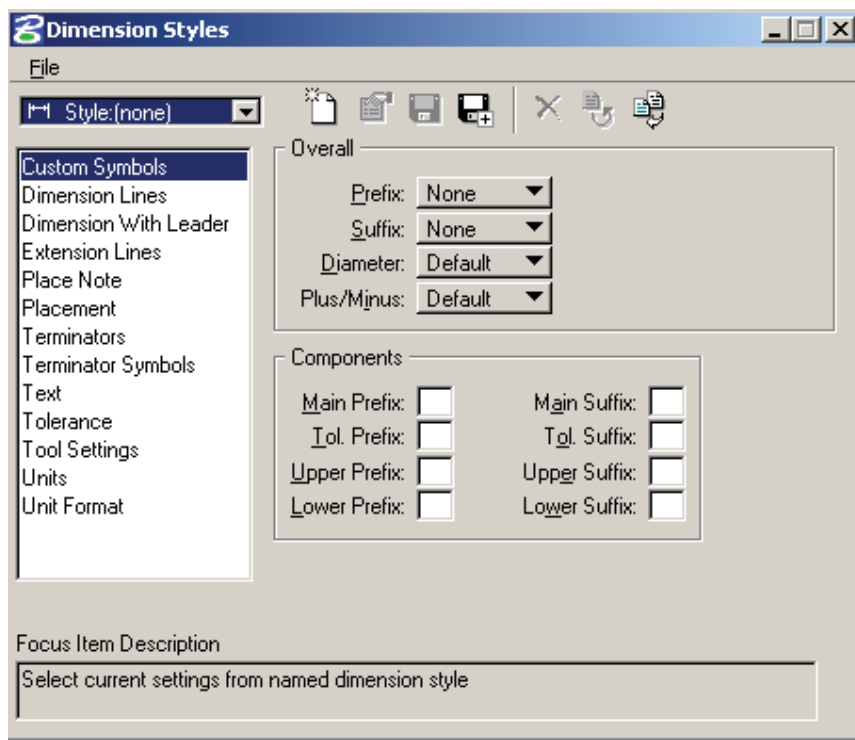 Dimension Styles
File
Style:(none)
Custom Symbols
Dimension Lines
Dimension With Leader
Extension Lines
Place Note
Placement
Terminators
Terminator Symbols
Text
Tolerance
Tool Settings
Units
Unit Format
Overall
Prefix: None
Suffix: None
Diameter: Default
Plus/Minus: Default
Components
Main Prefix: Main Suffix:
Tol. Prefix: Tol. Suffix:
Upper Prefix: Upper Suffix:
Lower Prefix: Lower Suffix:
Focus Item Description
Select current settings from named dimension style